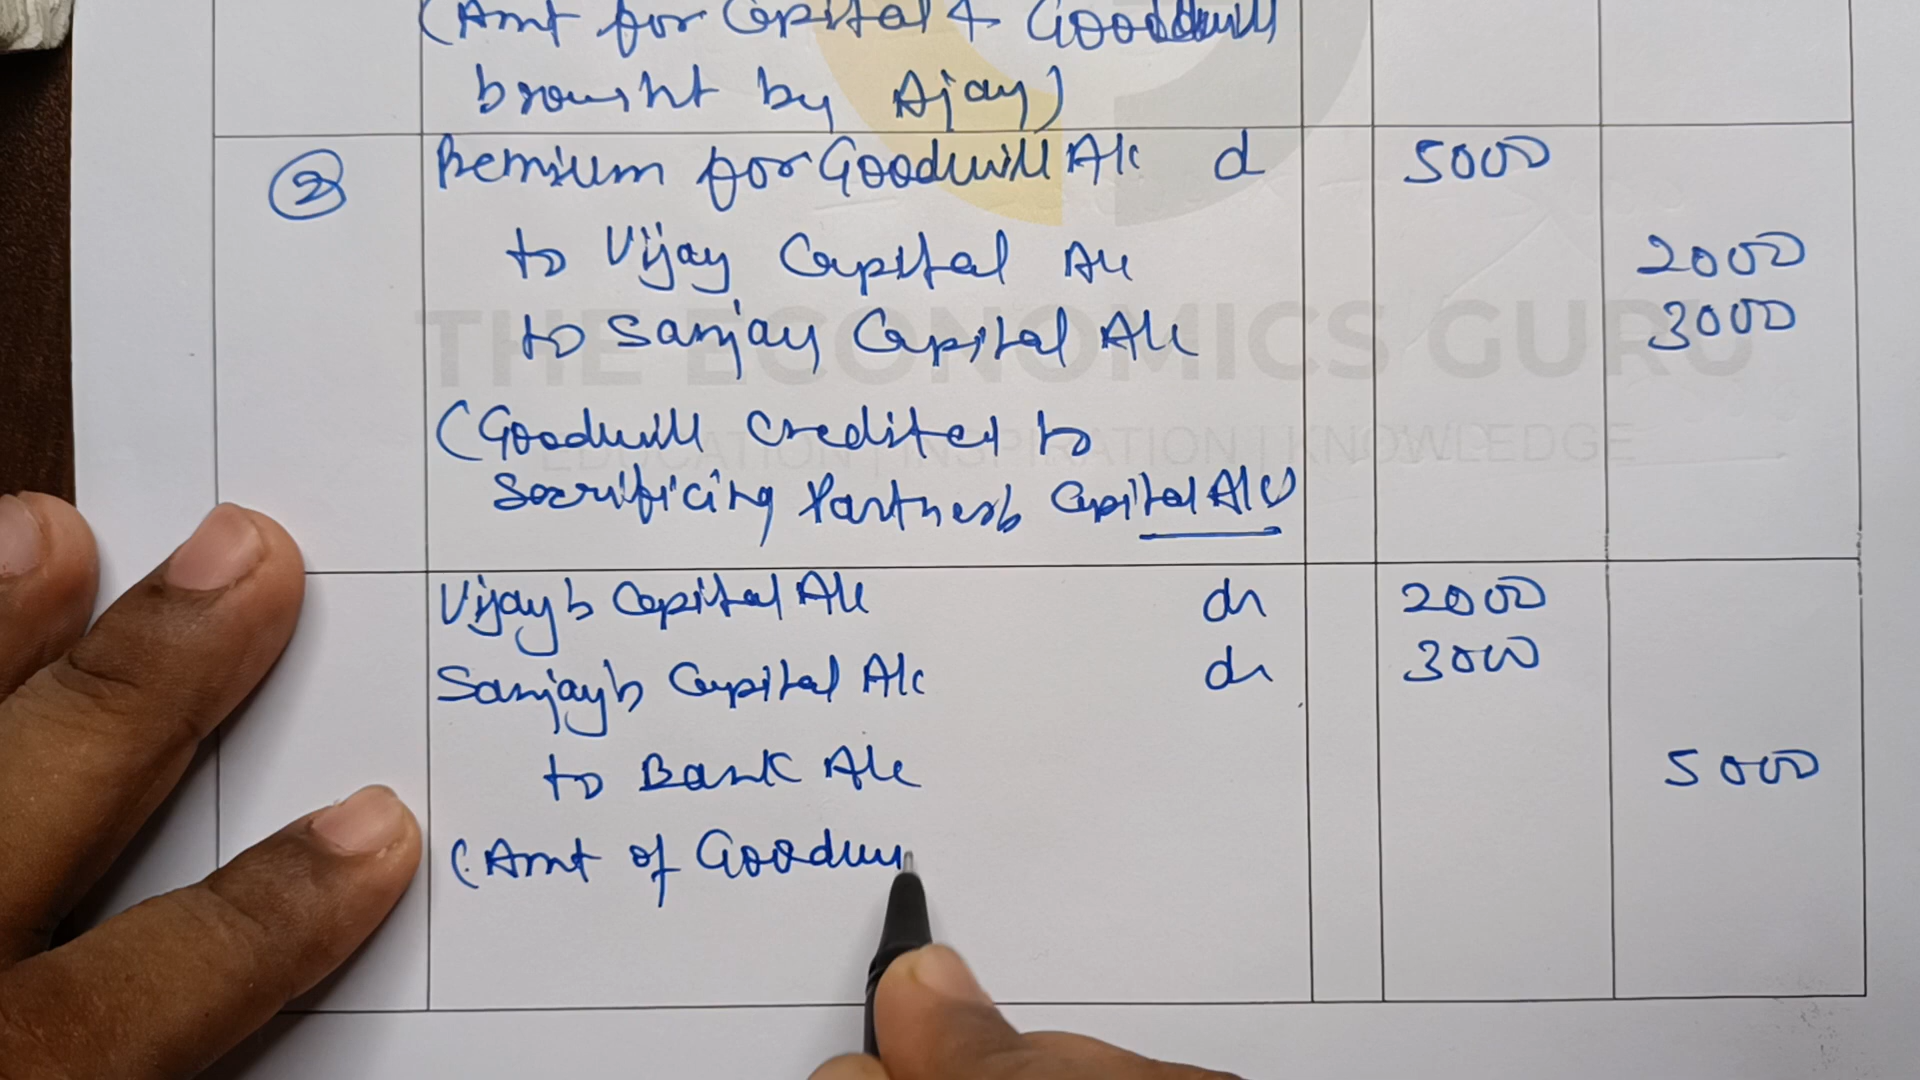 (Amt for Capital + Goodwill
brought by Ajay)
② Premium for Goodwill A/c d 5000
to Vijay Capital A/c 2000
to Sanjay Capital A/c 3000
THE ECONOMICS GURU
(Goodwill credited to
EDUCATION | INSPIRATION | KNOWLEDGE
Sacrificing Partners Capital A/c)
Vijay's Capital A/c dr 2000
Sanjay's Capital A/c dr 3000
to Bank A/c 5000
(Amt of Goodwi